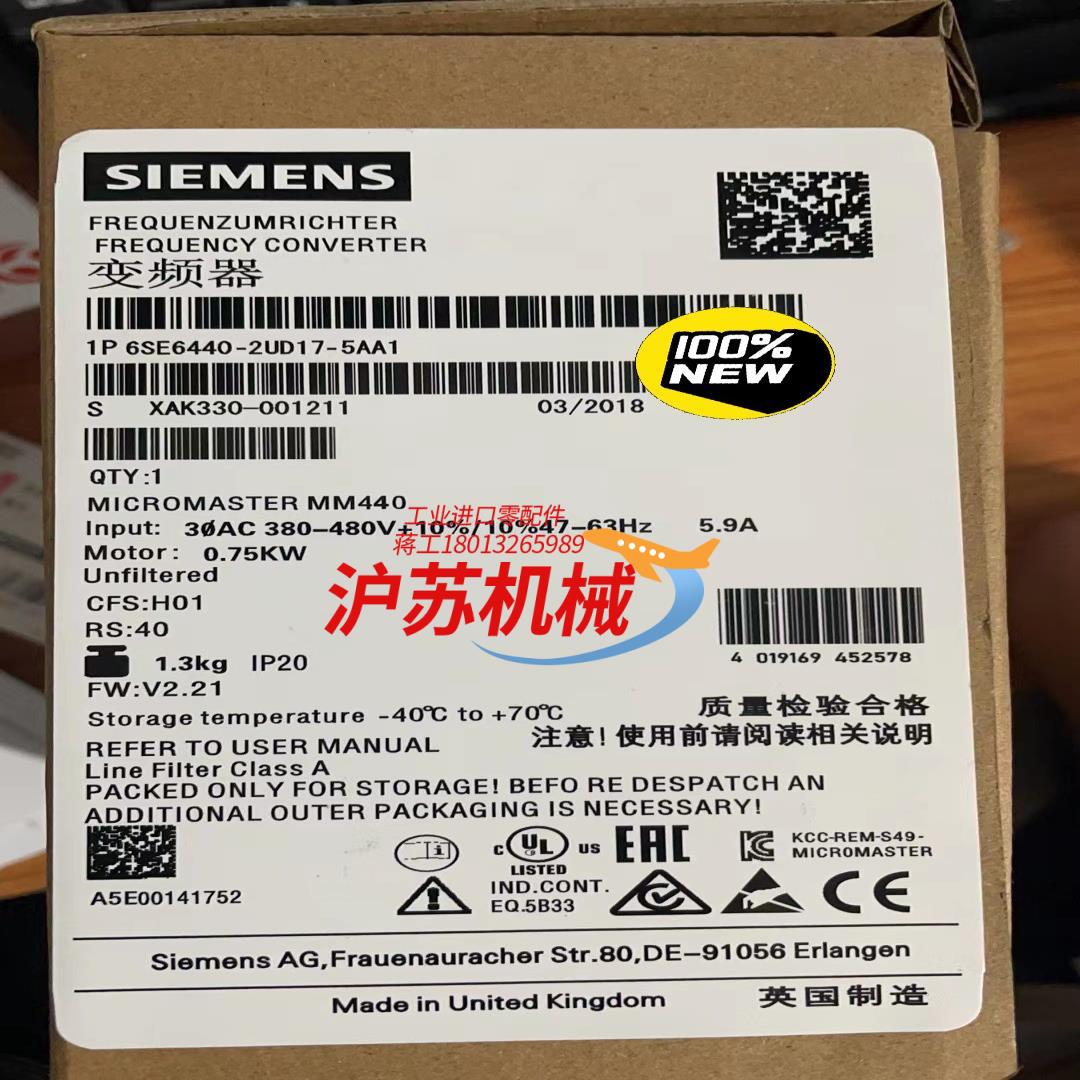 SIEMENS
FREQUENZUMRICHTER
FREQUENCY CONVERTER
变频器
1P 6SE6440-2UD17-5AA1
100%
NEW
S XAK330-001211 03/2018
QTY:1
MICROMASTER MM440
工业进口零配件
Input: 3ØAC 380-480V±10%/10%47-63Hz 5.9A
蒋工18013265989
Motor: 0.75KW
Unfiltered
沪苏机械
CFS:H01
RS:40
1.3kg IP20
4 019169 452578
FW:V2.21
质量检验合格
Storage temperature -40℃ to +70℃
注意!使用前请阅读相关说明
REFER TO USER MANUAL
Line Filter Class A
PACKED ONLY FOR STORAGE! BEFO RE DESPATCH AN
ADDITIONAL OUTER PACKAGING IS NECESSARY!
c UL us
LISTED
IND.CONT.
EQ.5B33
EAC
KCC-REM-S49-
MICROMASTER
A5E00141752
CE
Siemens AG,Frauenauracher Str.80,DE-91056 Erlangen
Made in United Kingdom 英国制造